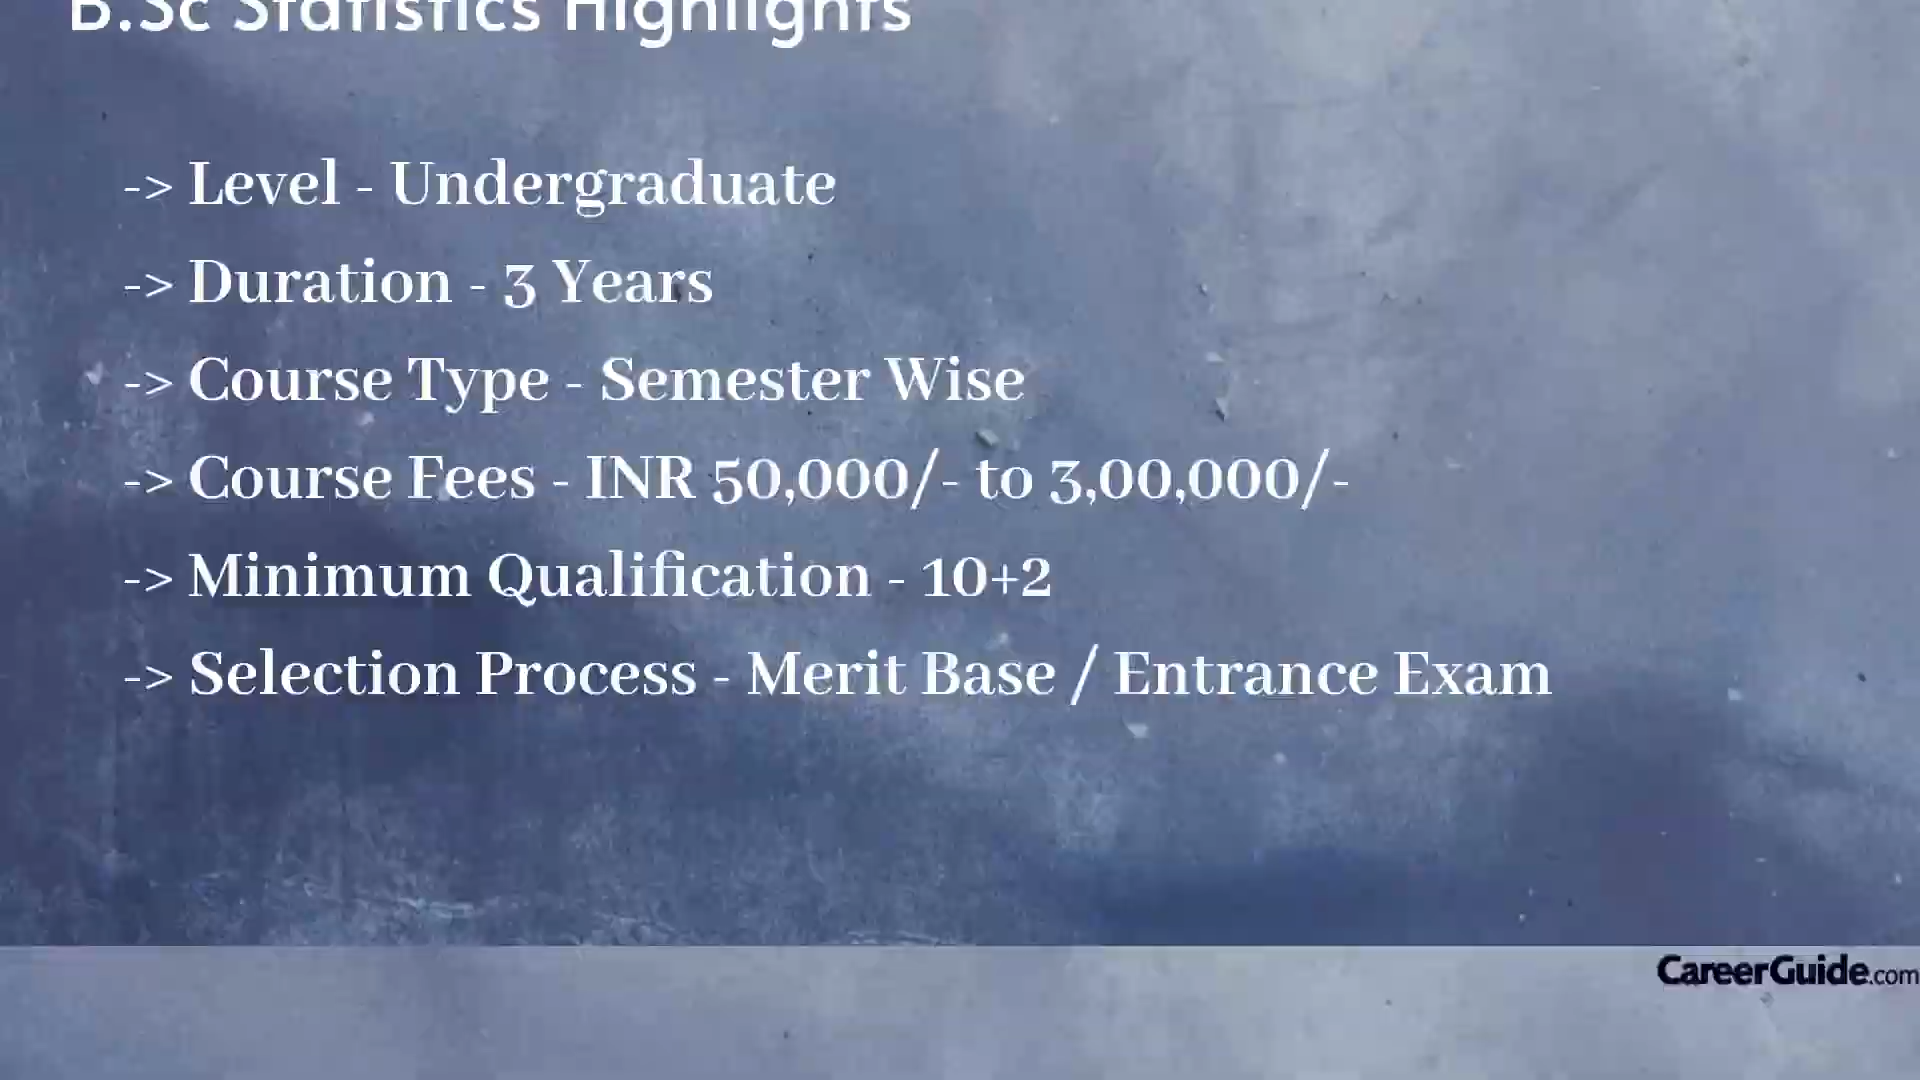 B.Sc Statistics Highlights
-> Level - Undergraduate
-> Duration - 3 Years
-> Course Type - Semester Wise
-> Course Fees - INR 50,000/- to 3,00,000/-
-> Minimum Qualification - 10+2
-> Selection Process - Merit Base / Entrance Exam
CareerGuide.com